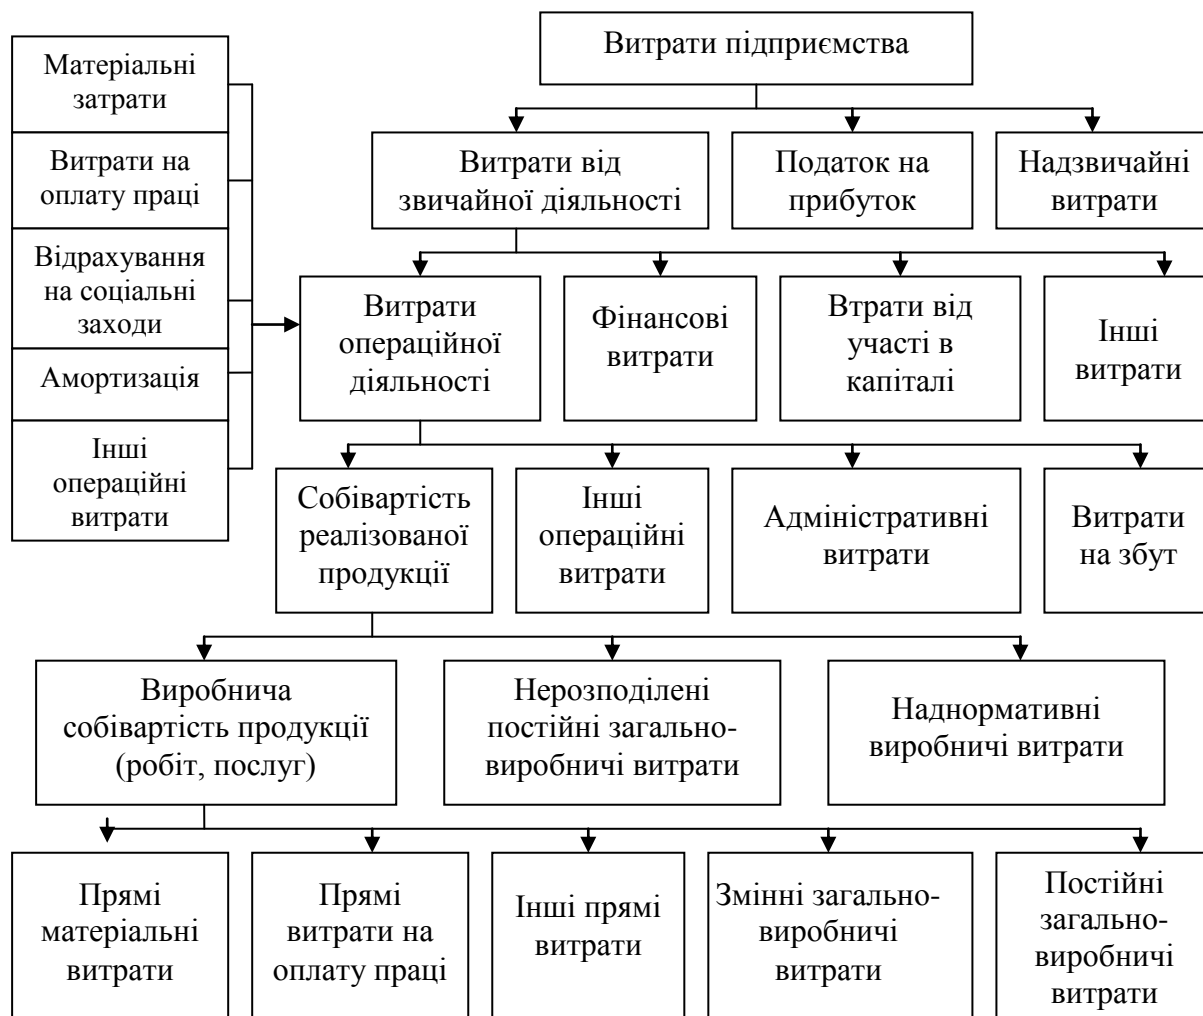 Витрати підприємства
Матеріальні
затрати
Витрати на
оплату праці
Відрахування
на соціальні
заходи
Амортизація
Інші
операційні
витрати
Витрати від
звичайної діяльності
Податок на
прибуток
Надзвичайні
витрати
Витрати
операційної
діяльності
Фінансові
витрати
Втрати від
участі в
капіталі
Інші
витрати
Собівартість
реалізованої
продукції
Інші
операційні
витрати
Адміністративні
витрати
Витрати
на збут
Виробнича
собівартість продукції
(робіт, послуг)
Нерозподілені
постійні загально-
виробничі витрати
Наднормативні
виробничі витрати
Прямі
матеріальні
витрати
Прямі
витрати на
оплату праці
Інші прямі
витрати
Змінні загально-
виробничі
витрати
Постійні
загально-
виробничі
витрати